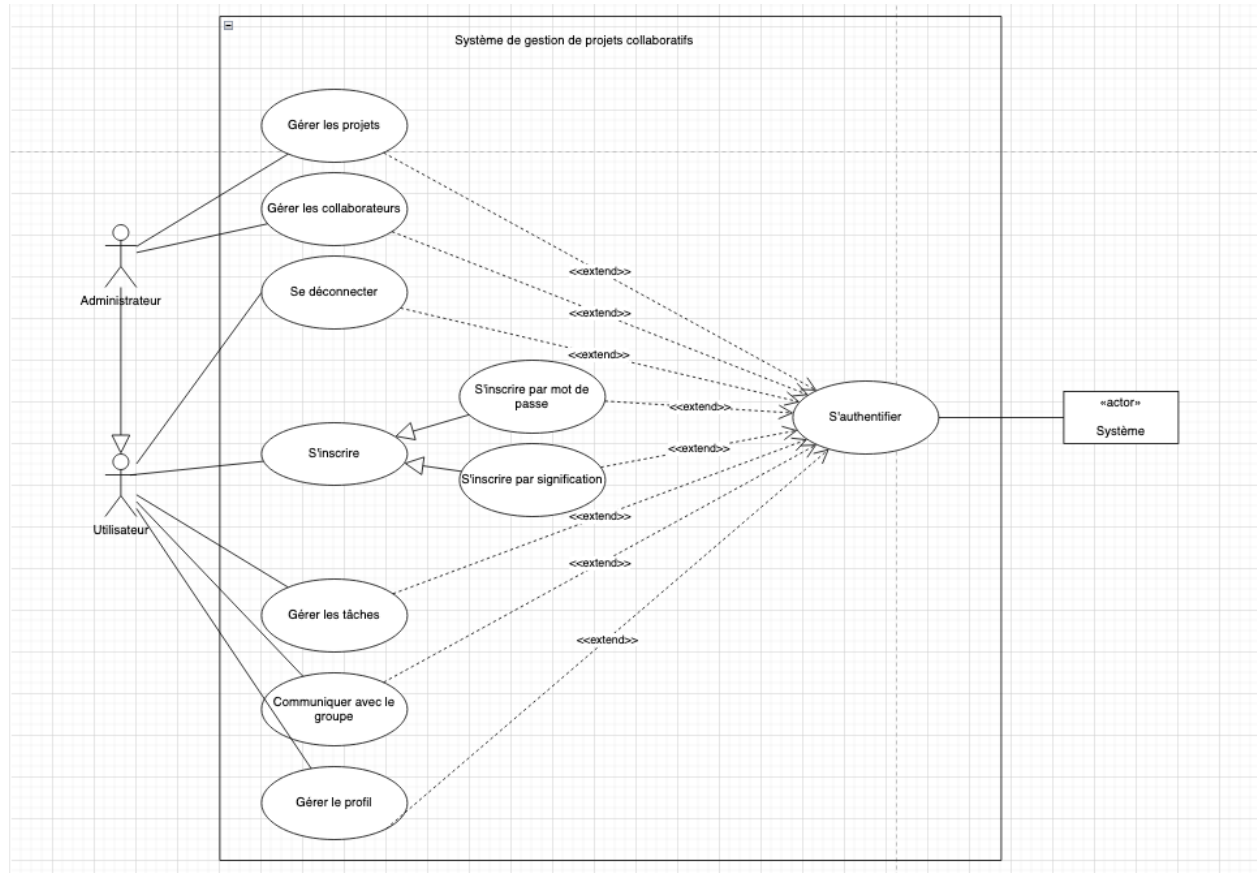 Système de gestion de projets collaboratifs
Gérer les projets
Gérer les collaborateurs
Administrateur
Se déconnecter
<<extend>>
<<extend>>
<<extend>>
S'inscrire par mot de
passe
<<extend>>
S'authentifier
«actor»
Système
S'inscrire
<<extend>>
S'inscrire par signification
Utilisateur
<<extend>>
<<extend>>
Gérer les tâches
<<extend>>
Communiquer avec le
groupe
Gérer le profil